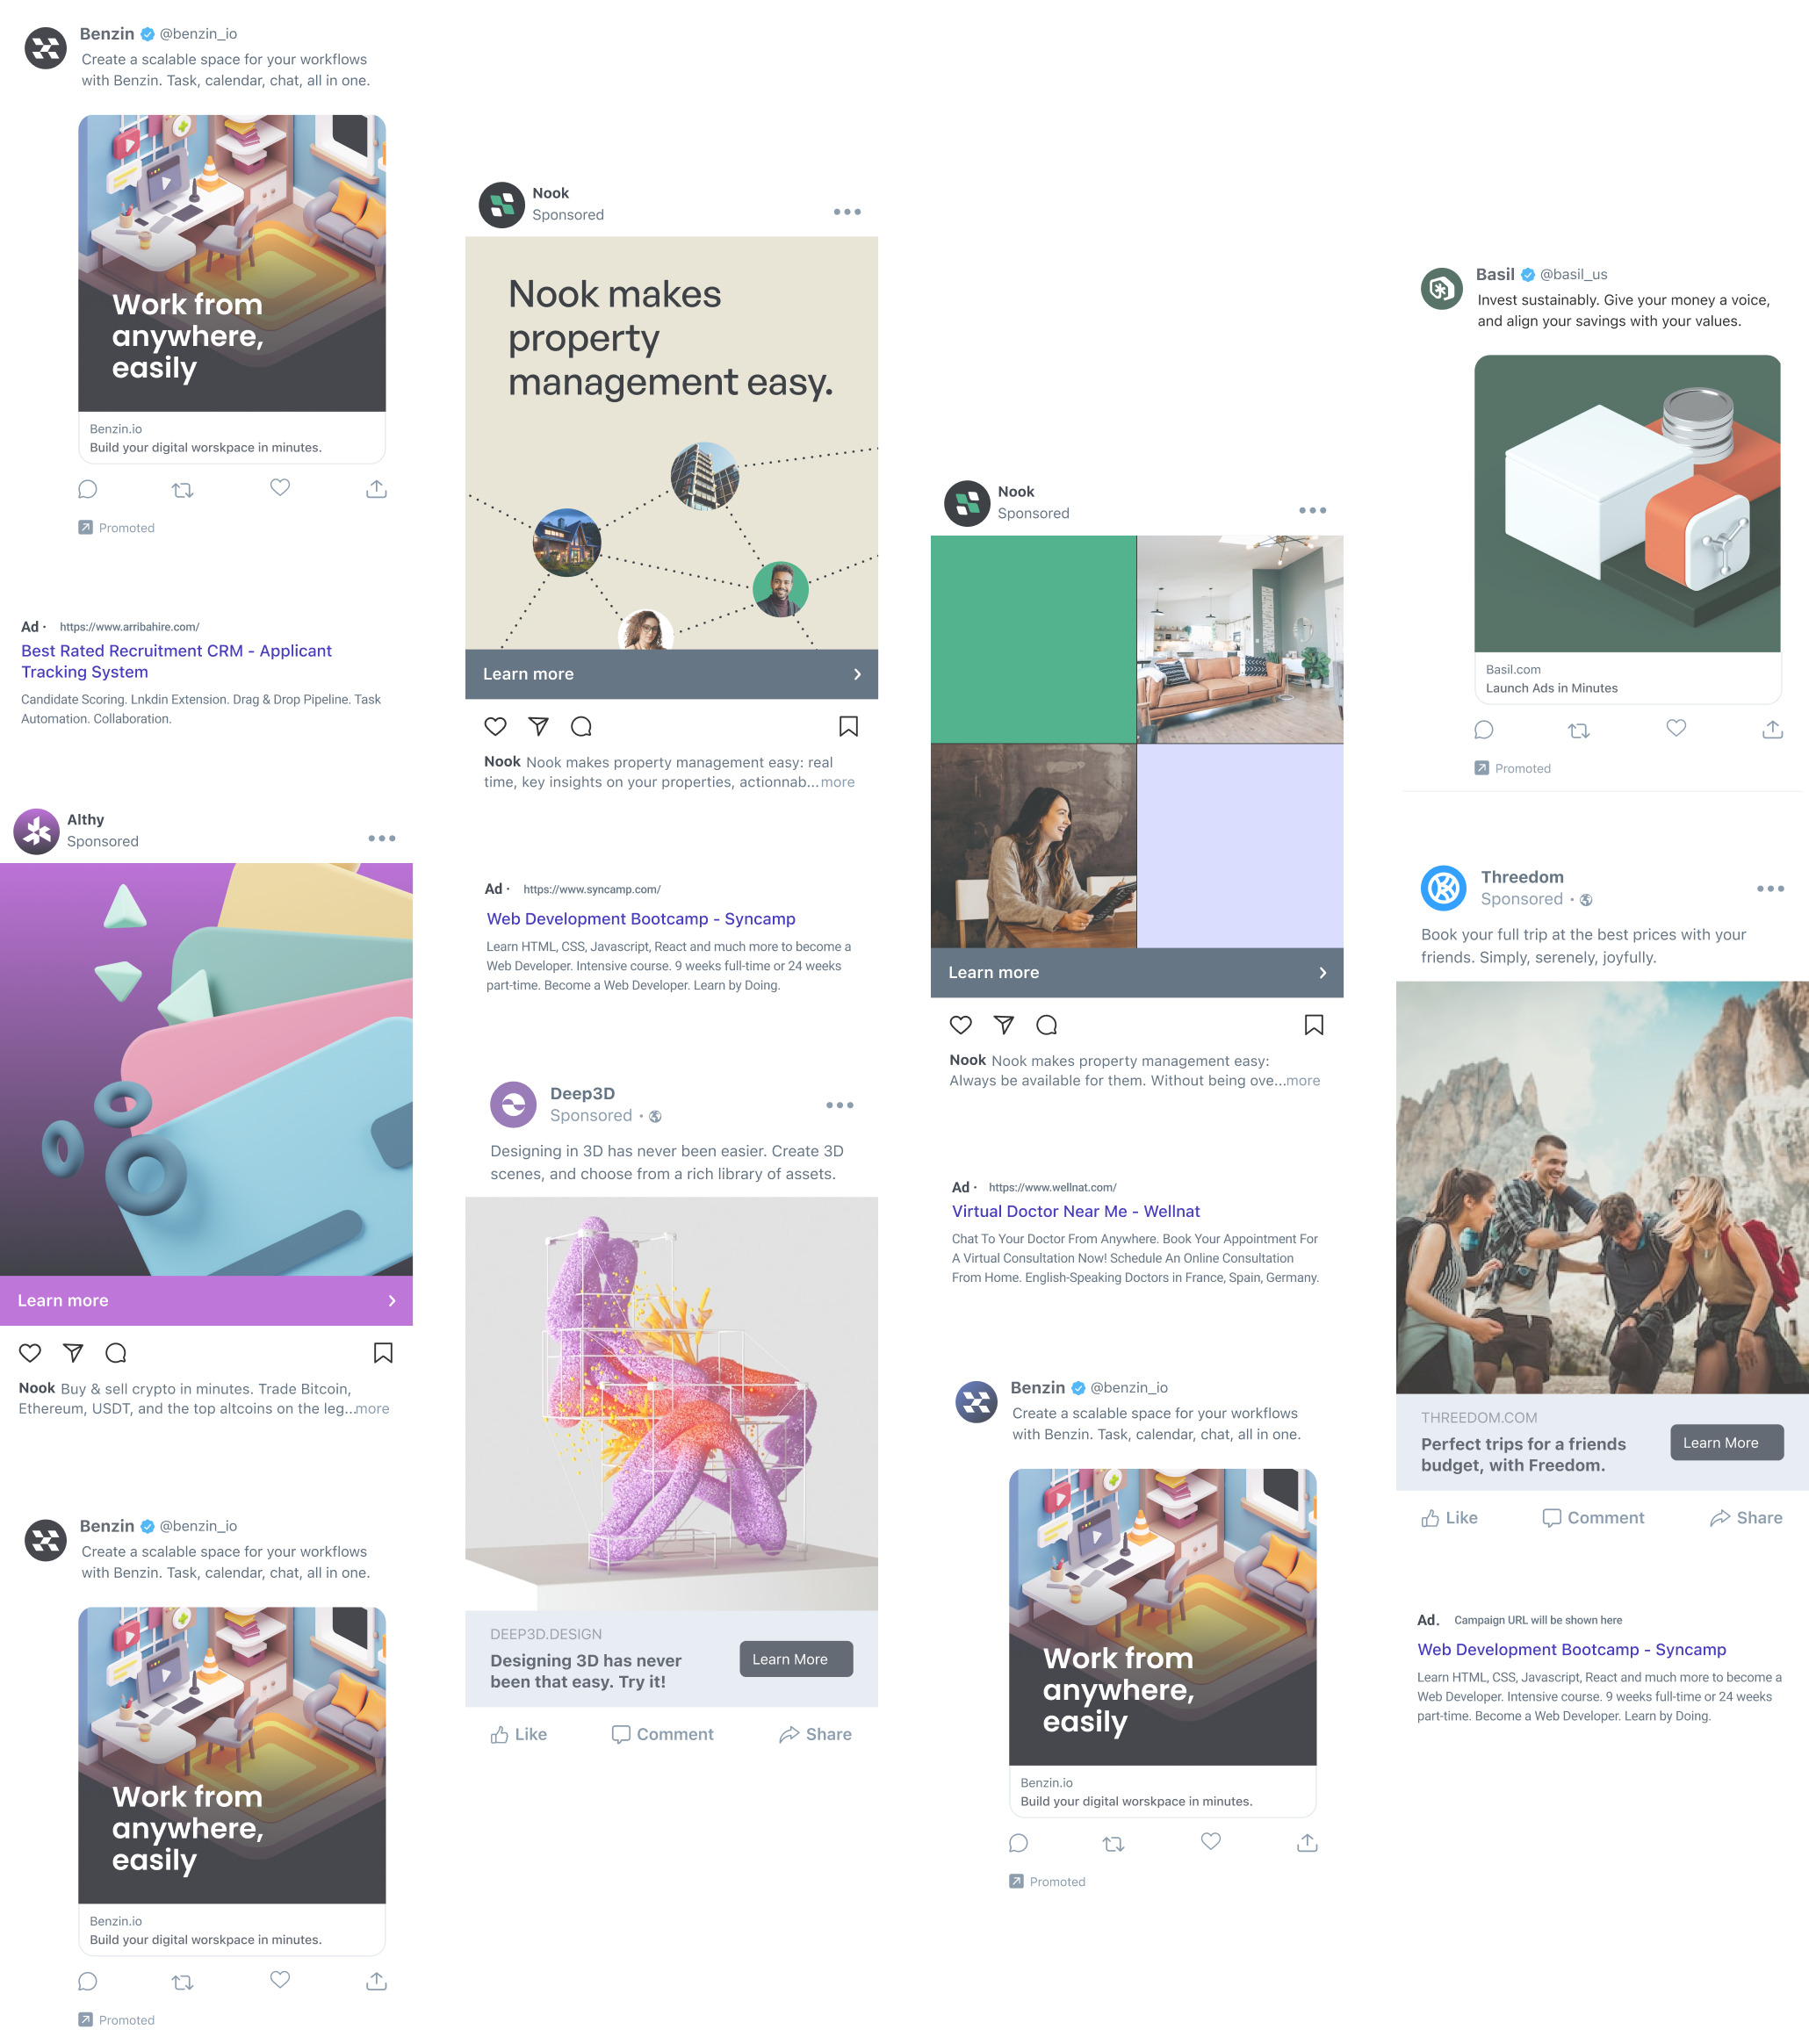 Benzin @benzin_io
Create a scalable space for your workflows
with Benzin. Task, calendar, chat, all in one.
Work from
anywhere,
easily
Benzin.io
Build your digital worskpace in minutes.
Promoted
Ad · https://www.arribahire.com/
Best Rated Recruitment CRM - Applicant
Tracking System
Candidate Scoring. Lnkdin Extension. Drag & Drop Pipeline. Task
Automation. Collaboration.
Althy
Sponsored
Learn more
Nook Buy & sell crypto in minutes. Trade Bitcoin,
Ethereum, USDT, and the top altcoins on the leg...more
Benzin @benzin_io
Create a scalable space for your workflows
with Benzin. Task, calendar, chat, all in one.
Work from
anywhere,
easily
Benzin.io
Build your digital worskpace in minutes.
Promoted
Nook
Sponsored
Nook makes
property
management easy.
Learn more
Nook Nook makes property management easy: real
time, key insights on your properties, actionnab...more
Ad · https://www.syncamp.com/
Web Development Bootcamp - Syncamp
Learn HTML, CSS, Javascript, React and much more to become a
Web Developer. Intensive course. 9 weeks full-time or 24 weeks
part-time. Become a Web Developer. Learn by Doing.
Deep3D
Sponsored ·
Designing in 3D has never been easier. Create 3D
scenes, and choose from a rich library of assets.
DEEP3D.DESIGN
Designing 3D has never
been that easy. Try it!
Learn More
Like Comment Share
Nook
Sponsored
Learn more
Nook Nook makes property management easy:
Always be available for them. Without being ove...more
Ad · https://www.wellnat.com/
Virtual Doctor Near Me - Wellnat
Chat To Your Doctor From Anywhere. Book Your Appointment For
A Virtual Consultation Now! Schedule An Online Consultation
From Home. English-Speaking Doctors in France, Spain, Germany.
Benzin @benzin_io
Create a scalable space for your workflows
with Benzin. Task, calendar, chat, all in one.
Work from
anywhere,
easily
Benzin.io
Build your digital worskpace in minutes.
Promoted
Basil @basil_us
Invest sustainably. Give your money a voice,
and align your savings with your values.
Basil.com
Launch Ads in Minutes
Promoted
Threedom
Sponsored ·
Book your full trip at the best prices with your
friends. Simply, serenely, joyfully.
THREEDOM.COM
Perfect trips for a friends
budget, with Freedom.
Learn More
Like Comment Share
Ad. Campaign URL will be shown here
Web Development Bootcamp - Syncamp
Learn HTML, CSS, Javascript, React and much more to become a
Web Developer. Intensive course. 9 weeks full-time or 24 weeks
part-time. Become a Web Developer. Learn by Doing.